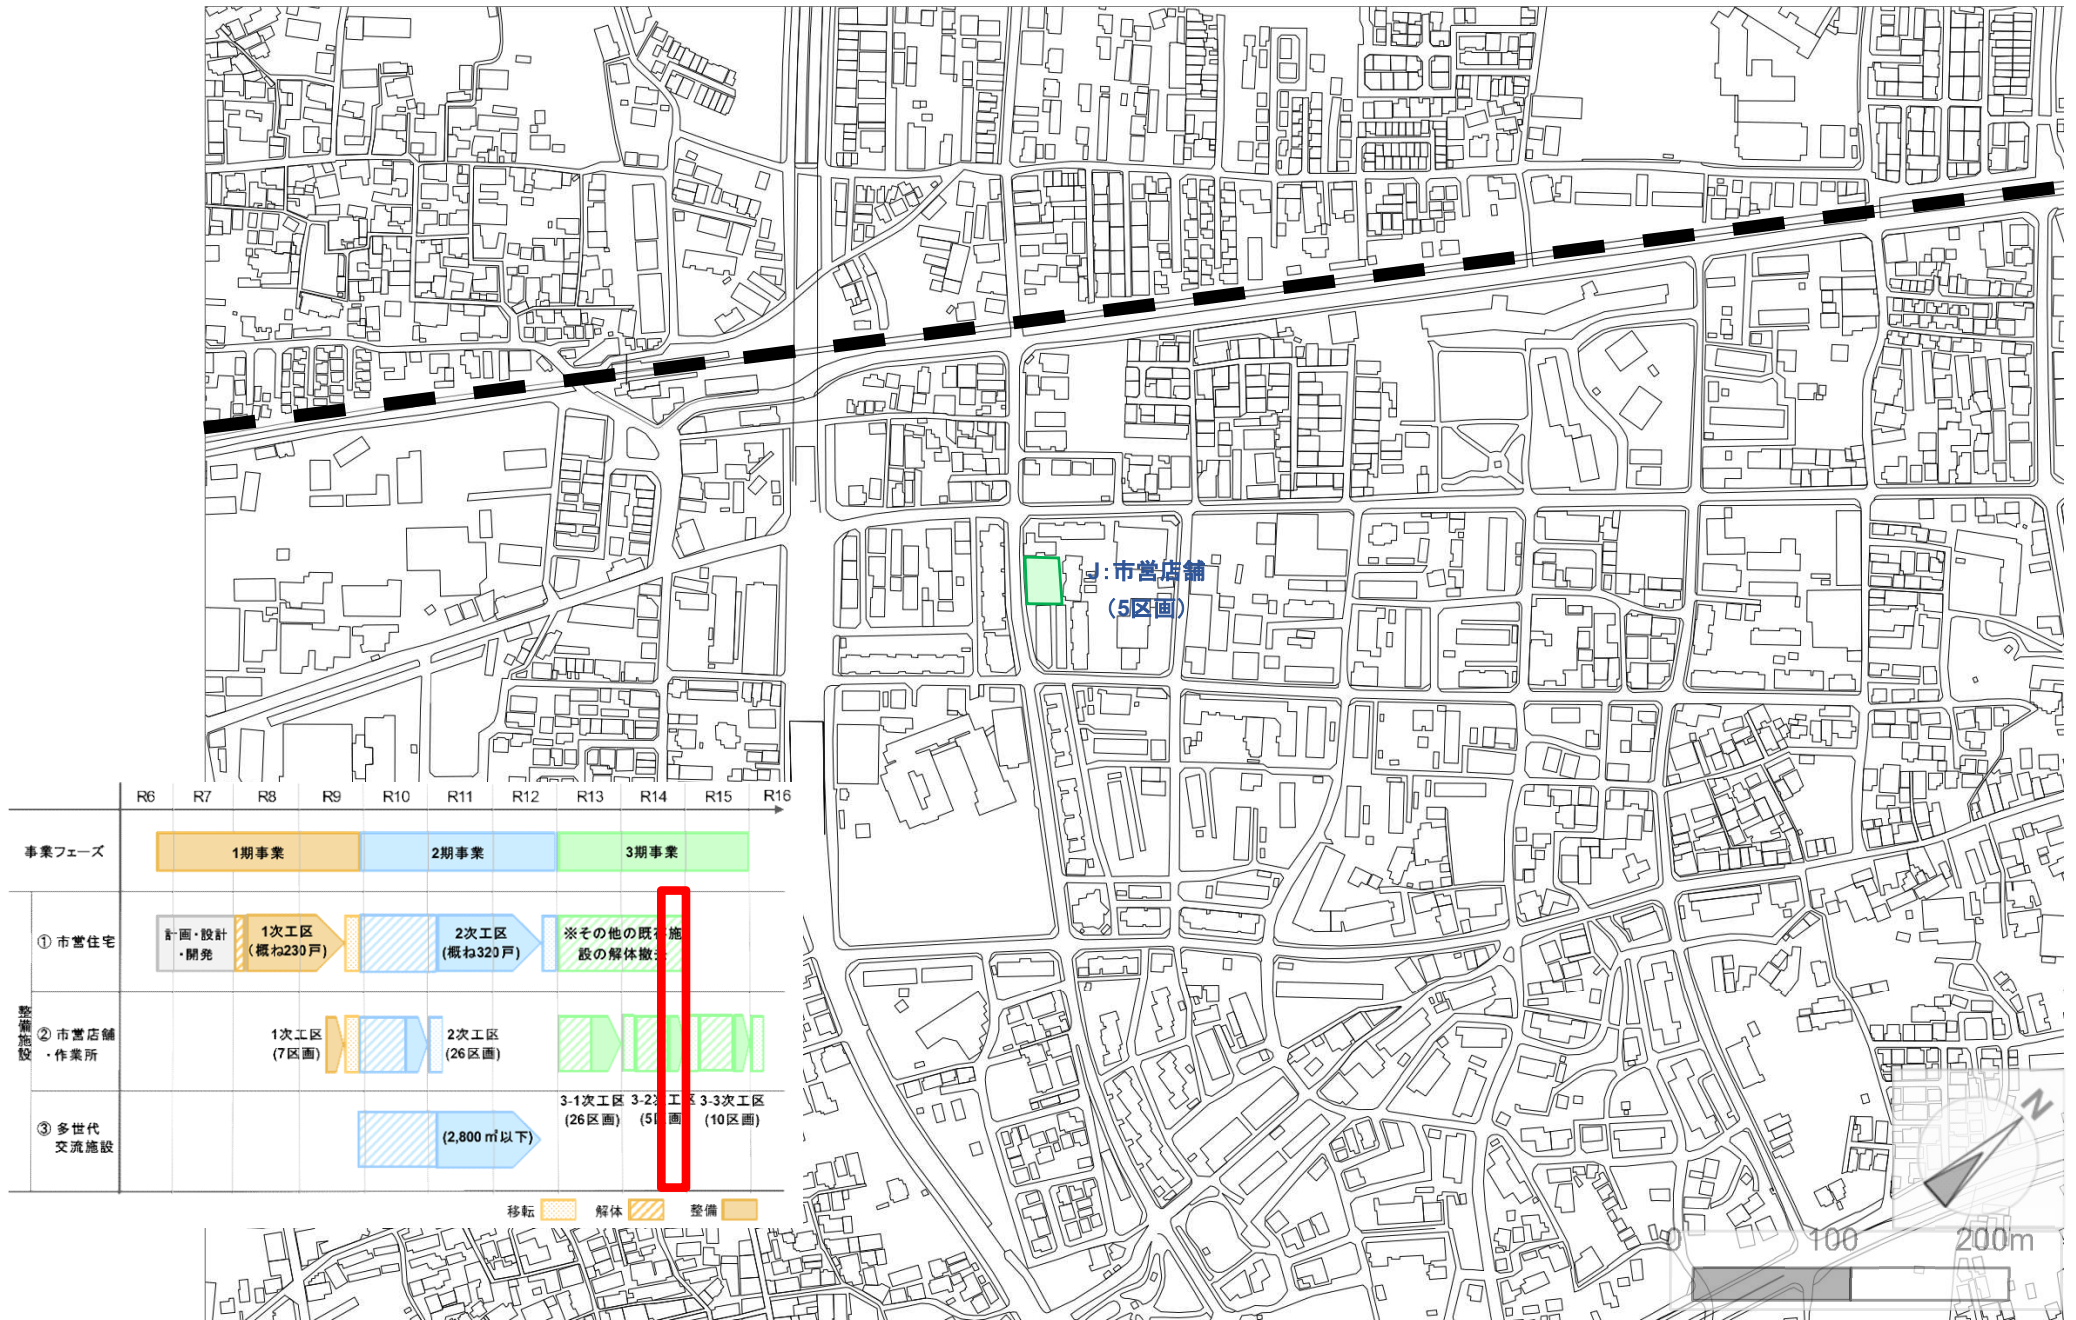 J:市営店舗
(5区画)
R6 R7 R8 R9 R10 R11 R12 R13 R14 R15 R16
事業フェーズ
1期事業
2期事業
3期事業
整備施設
① 市営住宅
計画・設計
・開発
1次工区
(概ね230戸)
2次工区
(概ね320戸)
※その他の既存施
設の解体撤去
② 市営店舗
・作業所
1次工区
(7区画)
2次工区
(26区画)
3-1次工区
(26区画)
3-2次工区
(5区画)
3-3次工区
(10区画)
③ 多世代
交流施設
(2,800㎡以下)
移転
解体
整備
N
0 100 200m